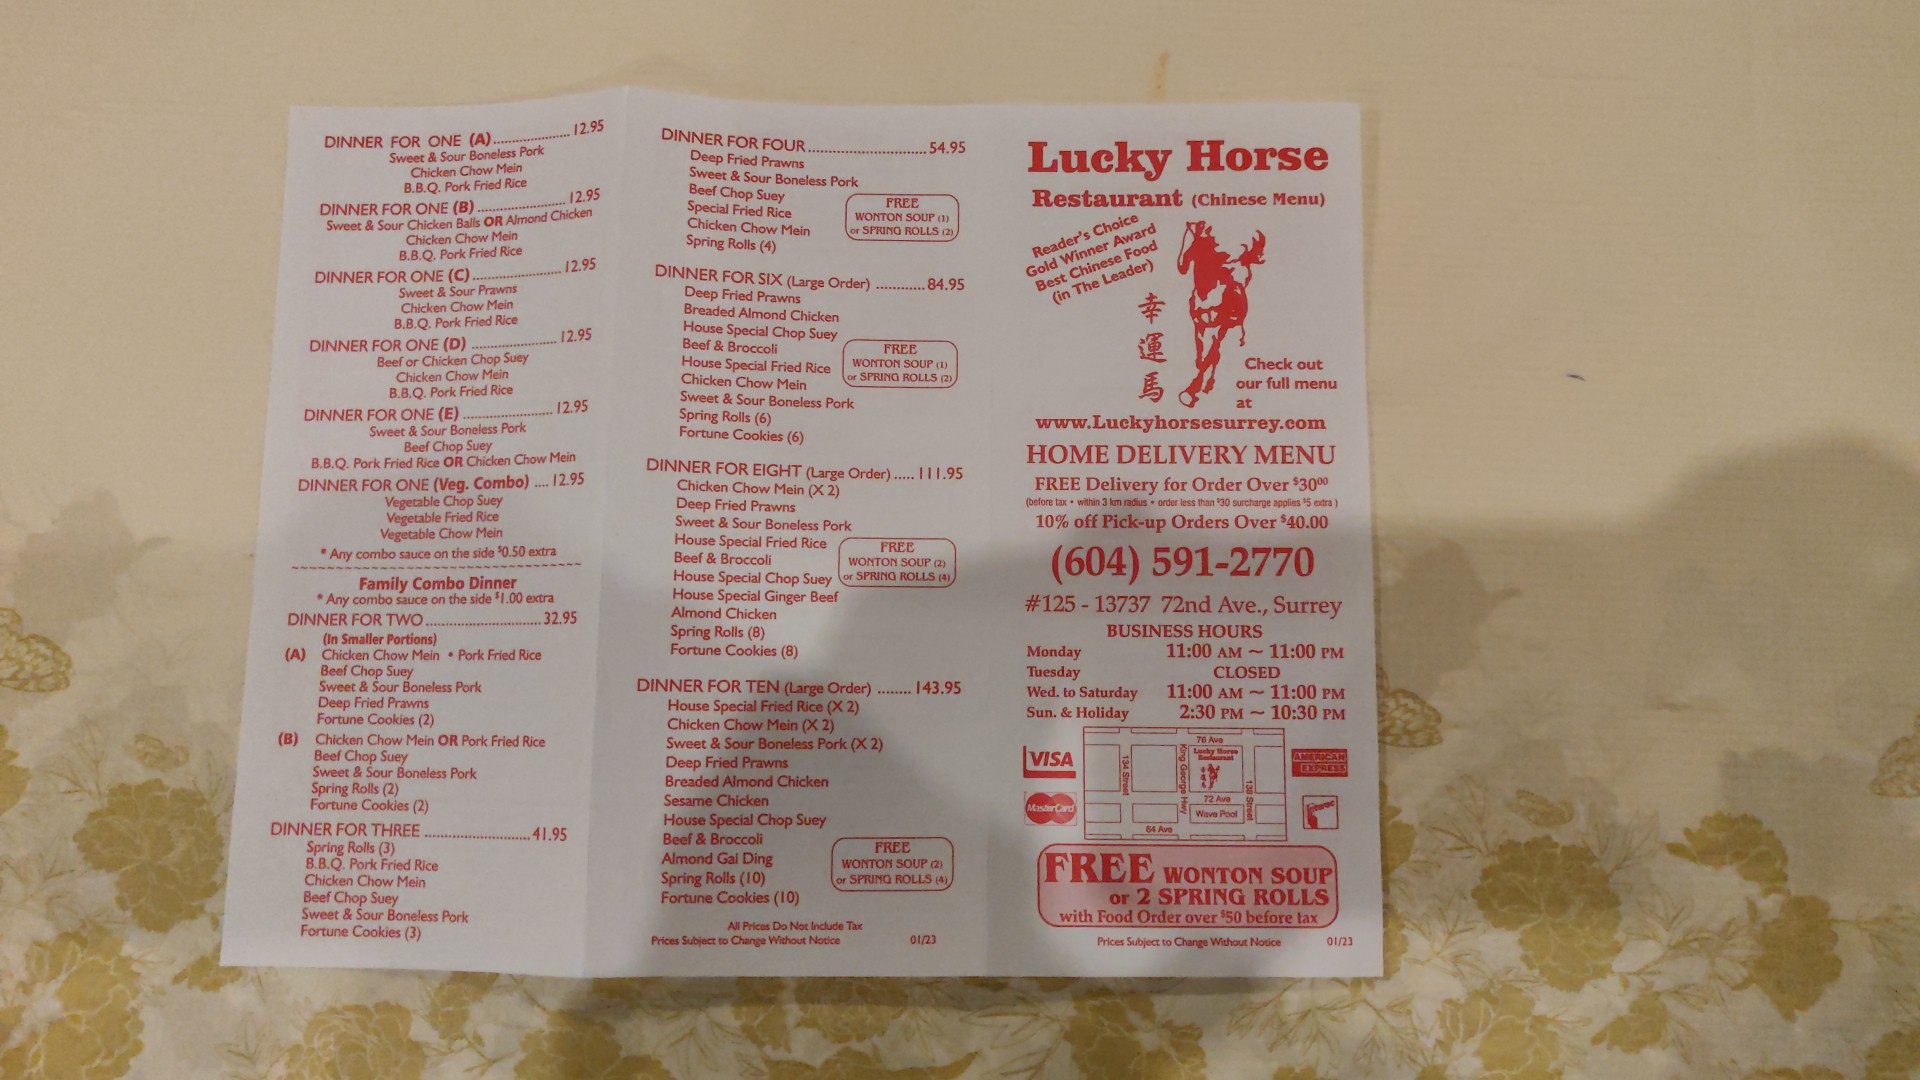 DINNER FOR ONE (A)................... 12.95
Sweet & Sour Boneless Pork
Chicken Chow Mein
B.B.Q. Pork Fried Rice
DINNER FOR ONE (B) ...................... 12.95
Sweet & Sour Chicken Balls OR Almond Chicken
Chicken Chow Mein
B.B.Q. Pork Fried Rice
DINNER FOR ONE (C) ...................... 12.95
Sweet & Sour Prawns
Chicken Chow Mein
B.B.Q. Pork Fried Rice
DINNER FOR ONE (D) ..................... 12.95
Beef or Chicken Chop Suey
Chicken Chow Mein
B.B.Q. Pork Fried Rice
DINNER FOR ONE (E) ...................... 12.95
Sweet & Sour Boneless Pork
Beef Chop Suey
B.B.Q. Pork Fried Rice OR Chicken Chow Mein
DINNER FOR ONE (Veg. Combo) .... 12.95
Vegetable Chop Suey
Vegetable Fried Rice
Vegetable Chow Mein
* Any combo sauce on the side $0.50 extra
~~~~~~~~~~~~~~~~~~~~~~~~~~~~~~
Family Combo Dinner
* Any combo sauce on the side $1.00 extra
DINNER FOR TWO ............................. 32.95
(In Smaller Portions)
(A) Chicken Chow Mein • Pork Fried Rice
Beef Chop Suey
Sweet & Sour Boneless Pork
Deep Fried Prawns
Fortune Cookies (2)
(B) Chicken Chow Mein OR Pork Fried Rice
Beef Chop Suey
Sweet & Sour Boneless Pork
Spring Rolls (2)
Fortune Cookies (2)
DINNER FOR THREE .......................... 41.95
Spring Rolls (3)
B.B.Q. Pork Fried Rice
Chicken Chow Mein
Beef Chop Suey
Sweet & Sour Boneless Pork
Fortune Cookies (3)
DINNER FOR FOUR ............................. 54.95
Deep Fried Prawns
Sweet & Sour Boneless Pork
Beef Chop Suey
Special Fried Rice
Chicken Chow Mein
Spring Rolls (4)
FREE
WONTON SOUP (1)
or SPRING ROLLS (2)
DINNER FOR SIX (Large Order) ............ 84.95
Deep Fried Prawns
Breaded Almond Chicken
House Special Chop Suey
Beef & Broccoli
House Special Fried Rice
Chicken Chow Mein
Sweet & Sour Boneless Pork
Spring Rolls (6)
Fortune Cookies (6)
FREE
WONTON SOUP (1)
or SPRING ROLLS (2)
DINNER FOR EIGHT (Large Order) ..... 111.95
Chicken Chow Mein (X 2)
Deep Fried Prawns
Sweet & Sour Boneless Pork
House Special Fried Rice
Beef & Broccoli
House Special Chop Suey
House Special Ginger Beef
Almond Chicken
Spring Rolls (8)
Fortune Cookies (8)
FREE
WONTON SOUP (2)
or SPRING ROLLS (4)
DINNER FOR TEN (Large Order) ........ 143.95
House Special Fried Rice (X 2)
Chicken Chow Mein (X 2)
Sweet & Sour Boneless Pork (X 2)
Deep Fried Prawns
Breaded Almond Chicken
Sesame Chicken
House Special Chop Suey
Beef & Broccoli
Almond Gai Ding
Spring Rolls (10)
Fortune Cookies (10)
FREE
WONTON SOUP (2)
or SPRING ROLLS (4)
All Prices Do Not Include Tax
Prices Subject to Change Without Notice 01/23
Lucky Horse
Restaurant (Chinese Menu)
Reader's Choice
Gold Winner Award
Best Chinese Food
(in The Leader)
幸
運
馬
Check out
our full menu
at
www.Luckyhorsesurrey.com
HOME DELIVERY MENU
FREE Delivery for Order Over $3000
(before tax • within 3 km radius • order less than $30 surcharge applies $5 extra )
10% off Pick-up Orders Over $40.00
(604) 591-2770
#125 - 13737 72nd Ave., Surrey
BUSINESS HOURS
Monday 11:00 AM ~ 11:00 PM
Tuesday CLOSED
Wed. to Saturday 11:00 AM ~ 11:00 PM
Sun. & Holiday 2:30 PM ~ 10:30 PM
VISA
MasterCard
76 Ave
134 Street
King George Hwy
Lucky Horse
Restaurant
138 Street
72 Ave
Wave Pool
64 Ave
AMERICAN
EXPRESS
Interac
FREE WONTON SOUP
or 2 SPRING ROLLS
with Food Order over $50 before tax
Prices Subject to Change Without Notice 01/23